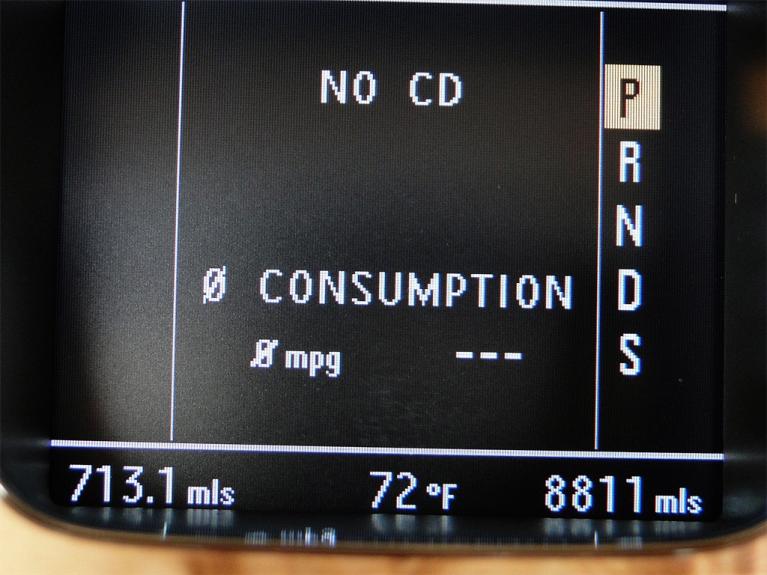 NO CD
P
R
N
D
S
Ø CONSUMPTION
Ø mpg ---
713.1 mls 72 °F 8811 mls